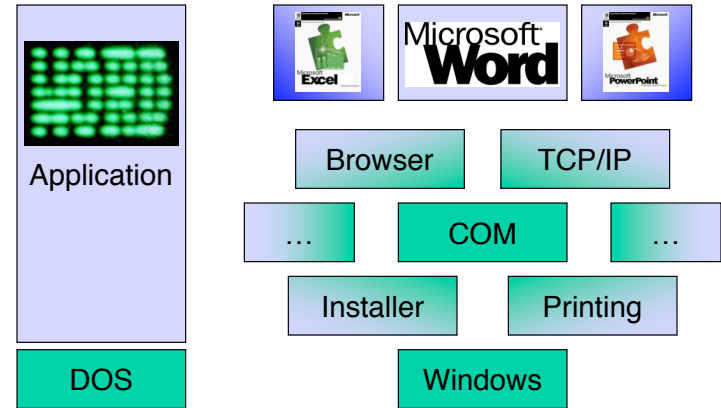 Application
DOS
Microsoft
Excel
Microsoft
Word
Microsoft
PowerPoint
Browser
TCP/IP
...
COM
...
Installer
Printing
Windows